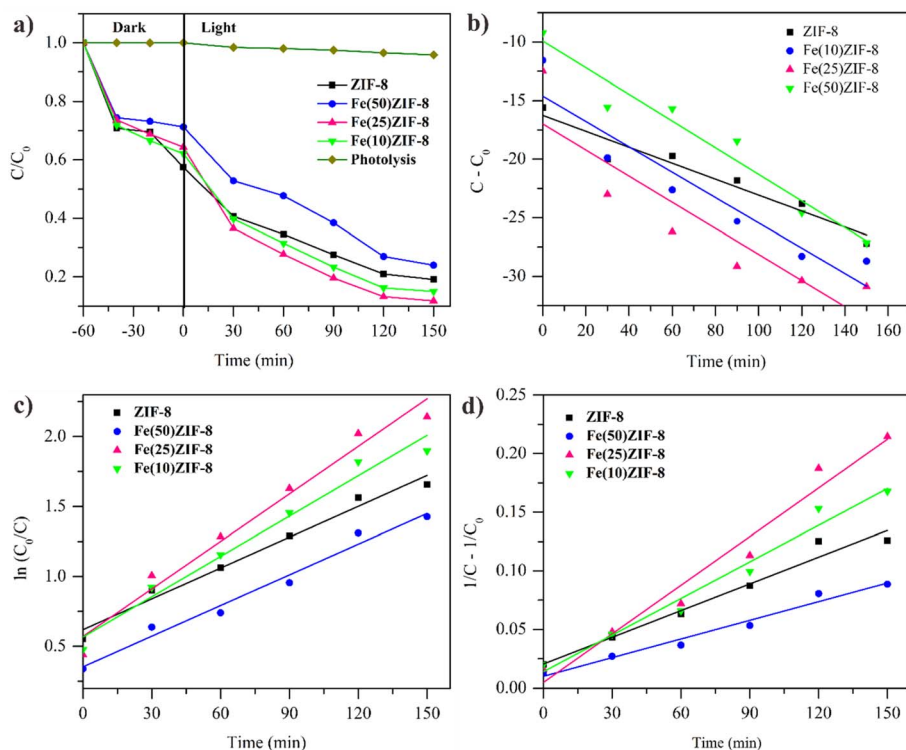 a)
Dark
Light
1.0
0.8
0.6
0.4
0.2
C/C0
ZIF-8
Fe(50)ZIF-8
Fe(25)ZIF-8
Fe(10)ZIF-8
Photolysis
-60
-30
0
30
60
90
120
150
Time (min)
b)
-10
-15
-20
-25
-30
C - C0
ZIF-8
Fe(10)ZIF-8
Fe(25)ZIF-8
Fe(50)ZIF-8
0
20
40
60
80
100
120
140
160
Time (min)
c)
2.0
1.5
1.0
0.5
ln (C0/C)
ZIF-8
Fe(50)ZIF-8
Fe(25)ZIF-8
Fe(10)ZIF-8
0
30
60
90
120
150
Time (min)
d)
0.25
0.20
0.15
0.10
0.05
0.00
1/C - 1/C0
ZIF-8
Fe(50)ZIF-8
Fe(25)ZIF-8
Fe(10)ZIF-8
0
30
60
90
120
150
Time (min)